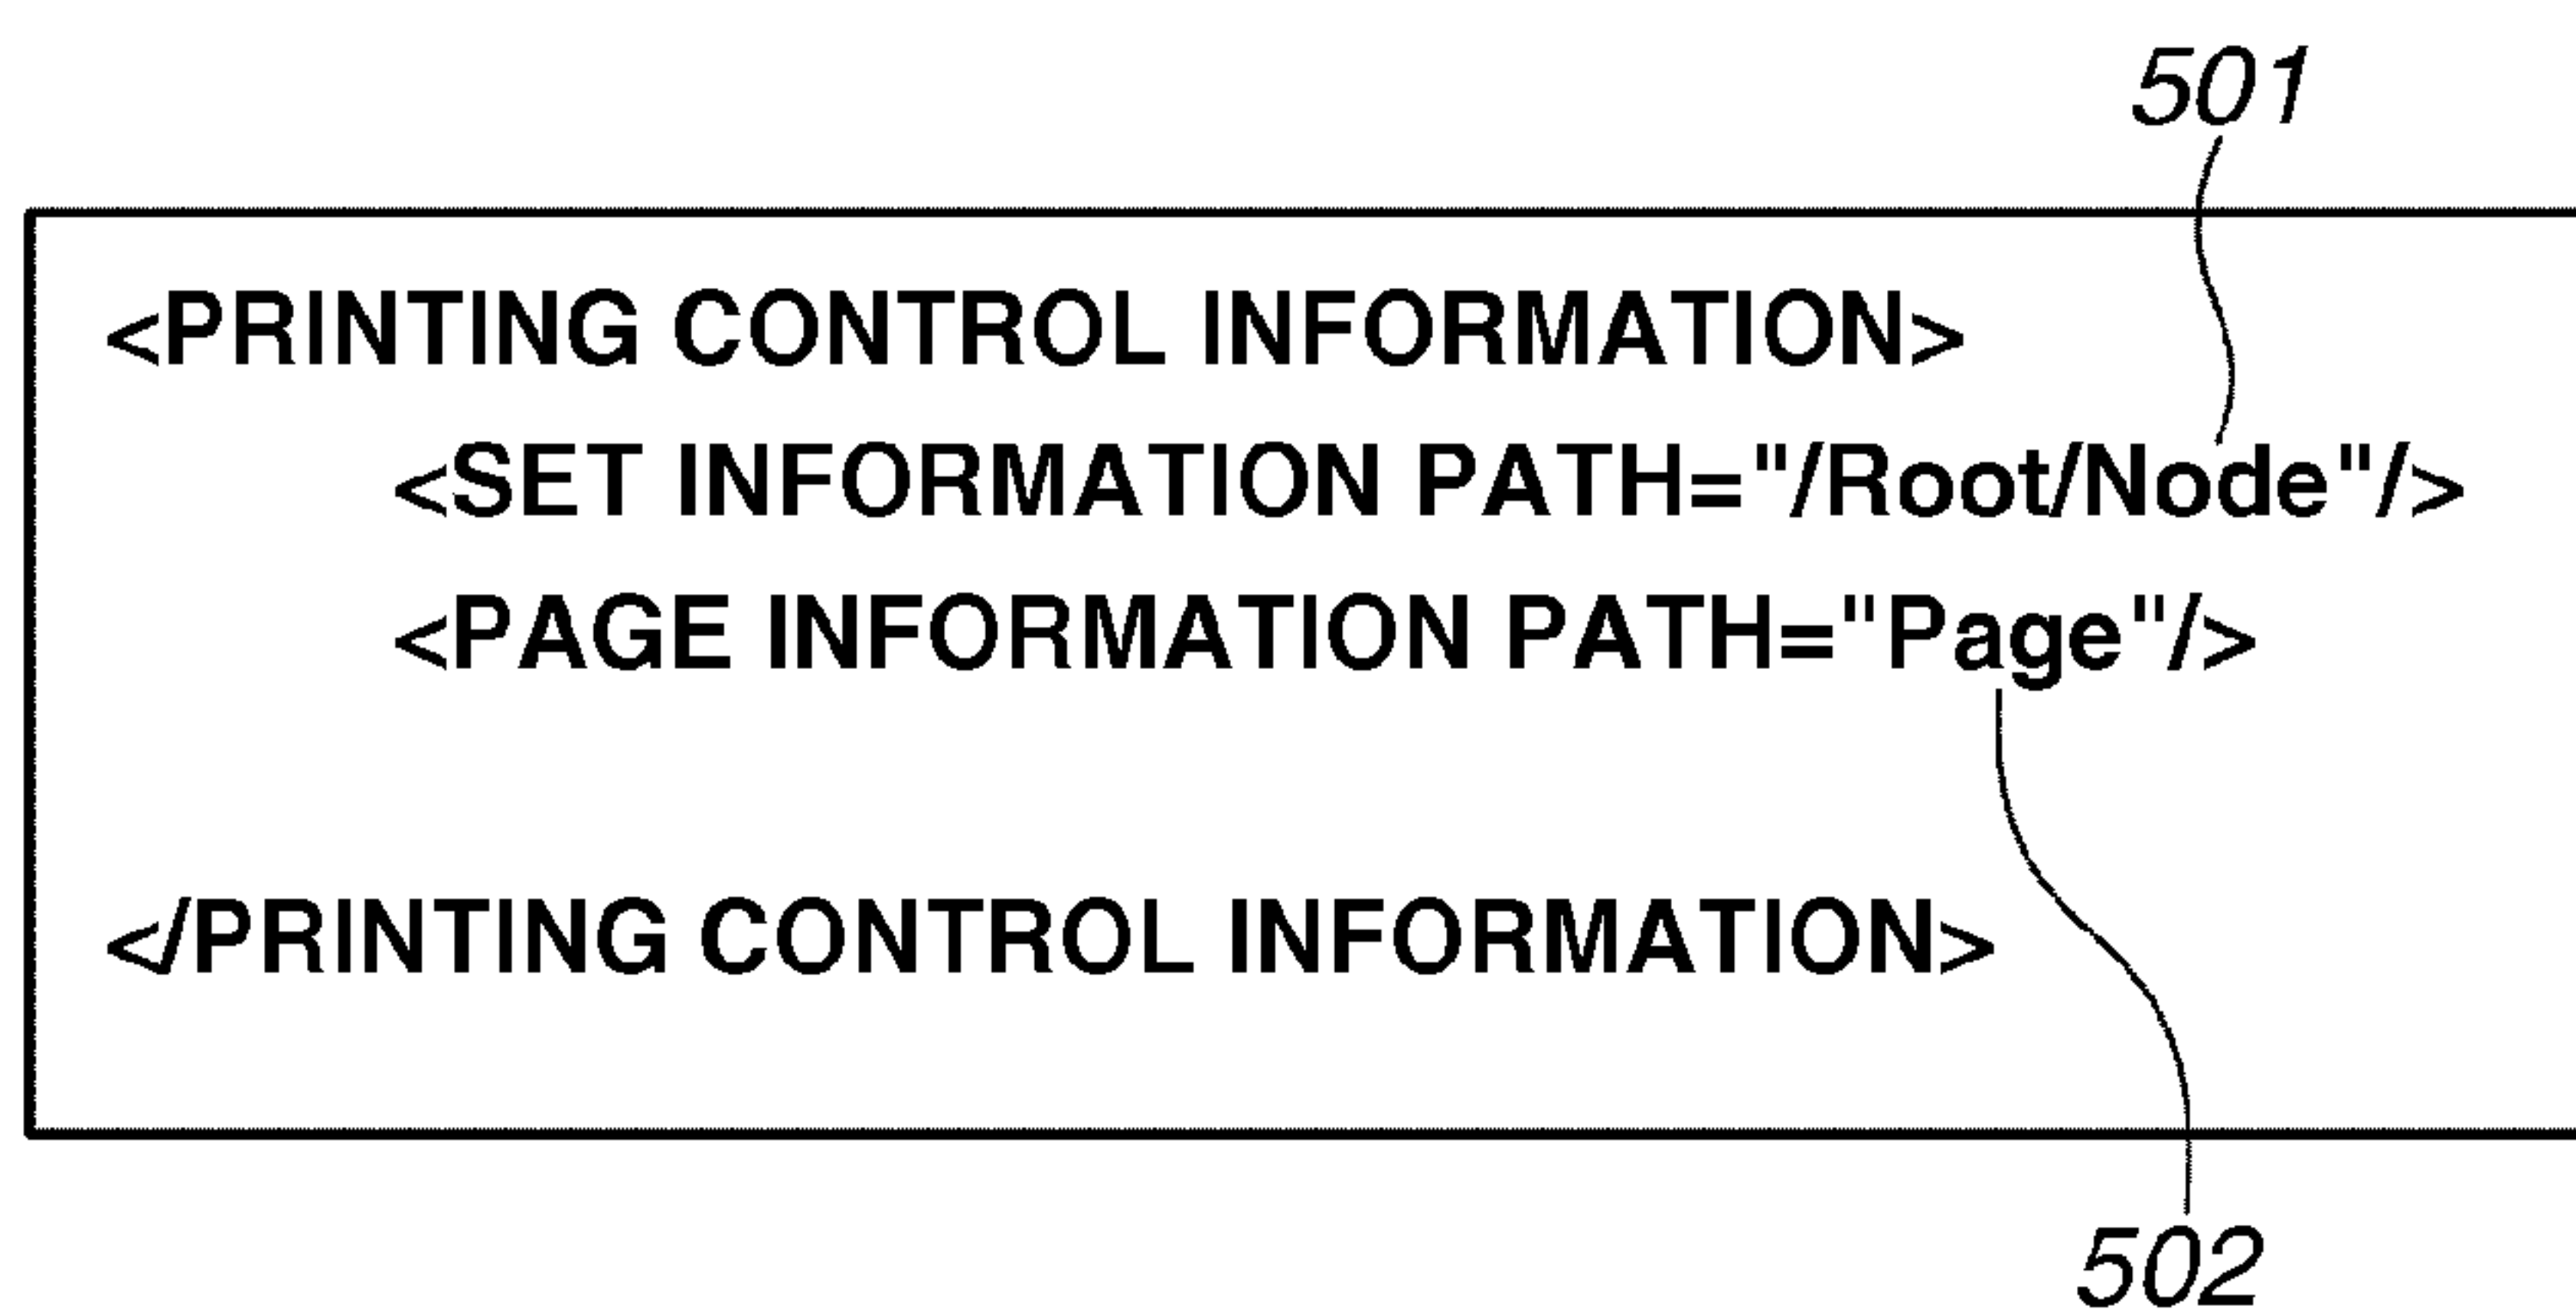 501
<PRINTING CONTROL INFORMATION>
<SET INFORMATION PATH="/Root/Node"/>
<PAGE INFORMATION PATH="Page"/>
</PRINTING CONTROL INFORMATION>
502